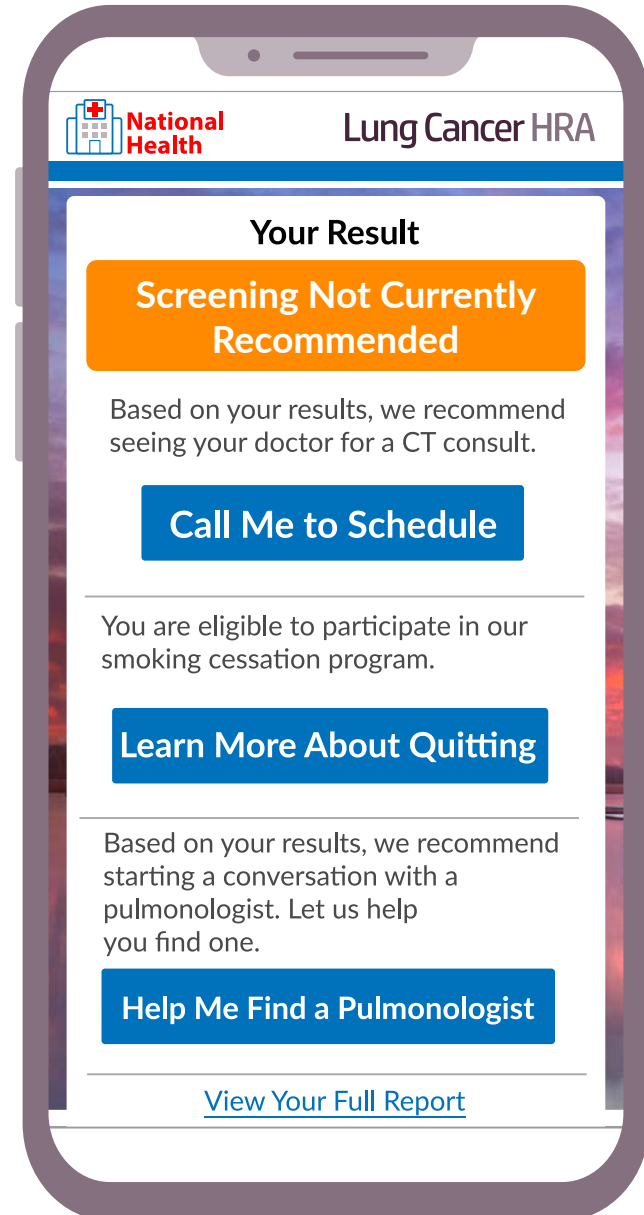 National
Health
Lung Cancer HRA
Your Result
Screening Not Currently
Recommended
Based on your results, we recommend
seeing your doctor for a CT consult.
Call Me to Schedule
You are eligible to participate in our
smoking cessation program.
Learn More About Quitting
Based on your results, we recommend
starting a conversation with a
pulmonologist. Let us help
you find one.
Help Me Find a Pulmonologist
View Your Full Report